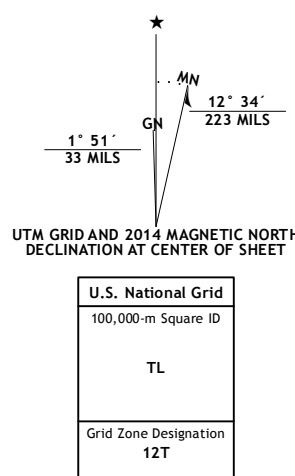 ★
MN
12° 34´
223 MILS
GN
1° 51´
33 MILS
UTM GRID AND 2014 MAGNETIC NORTH
DECLINATION AT CENTER OF SHEET
U.S. National Grid
100,000-m Square ID
TL
Grid Zone Designation
12T